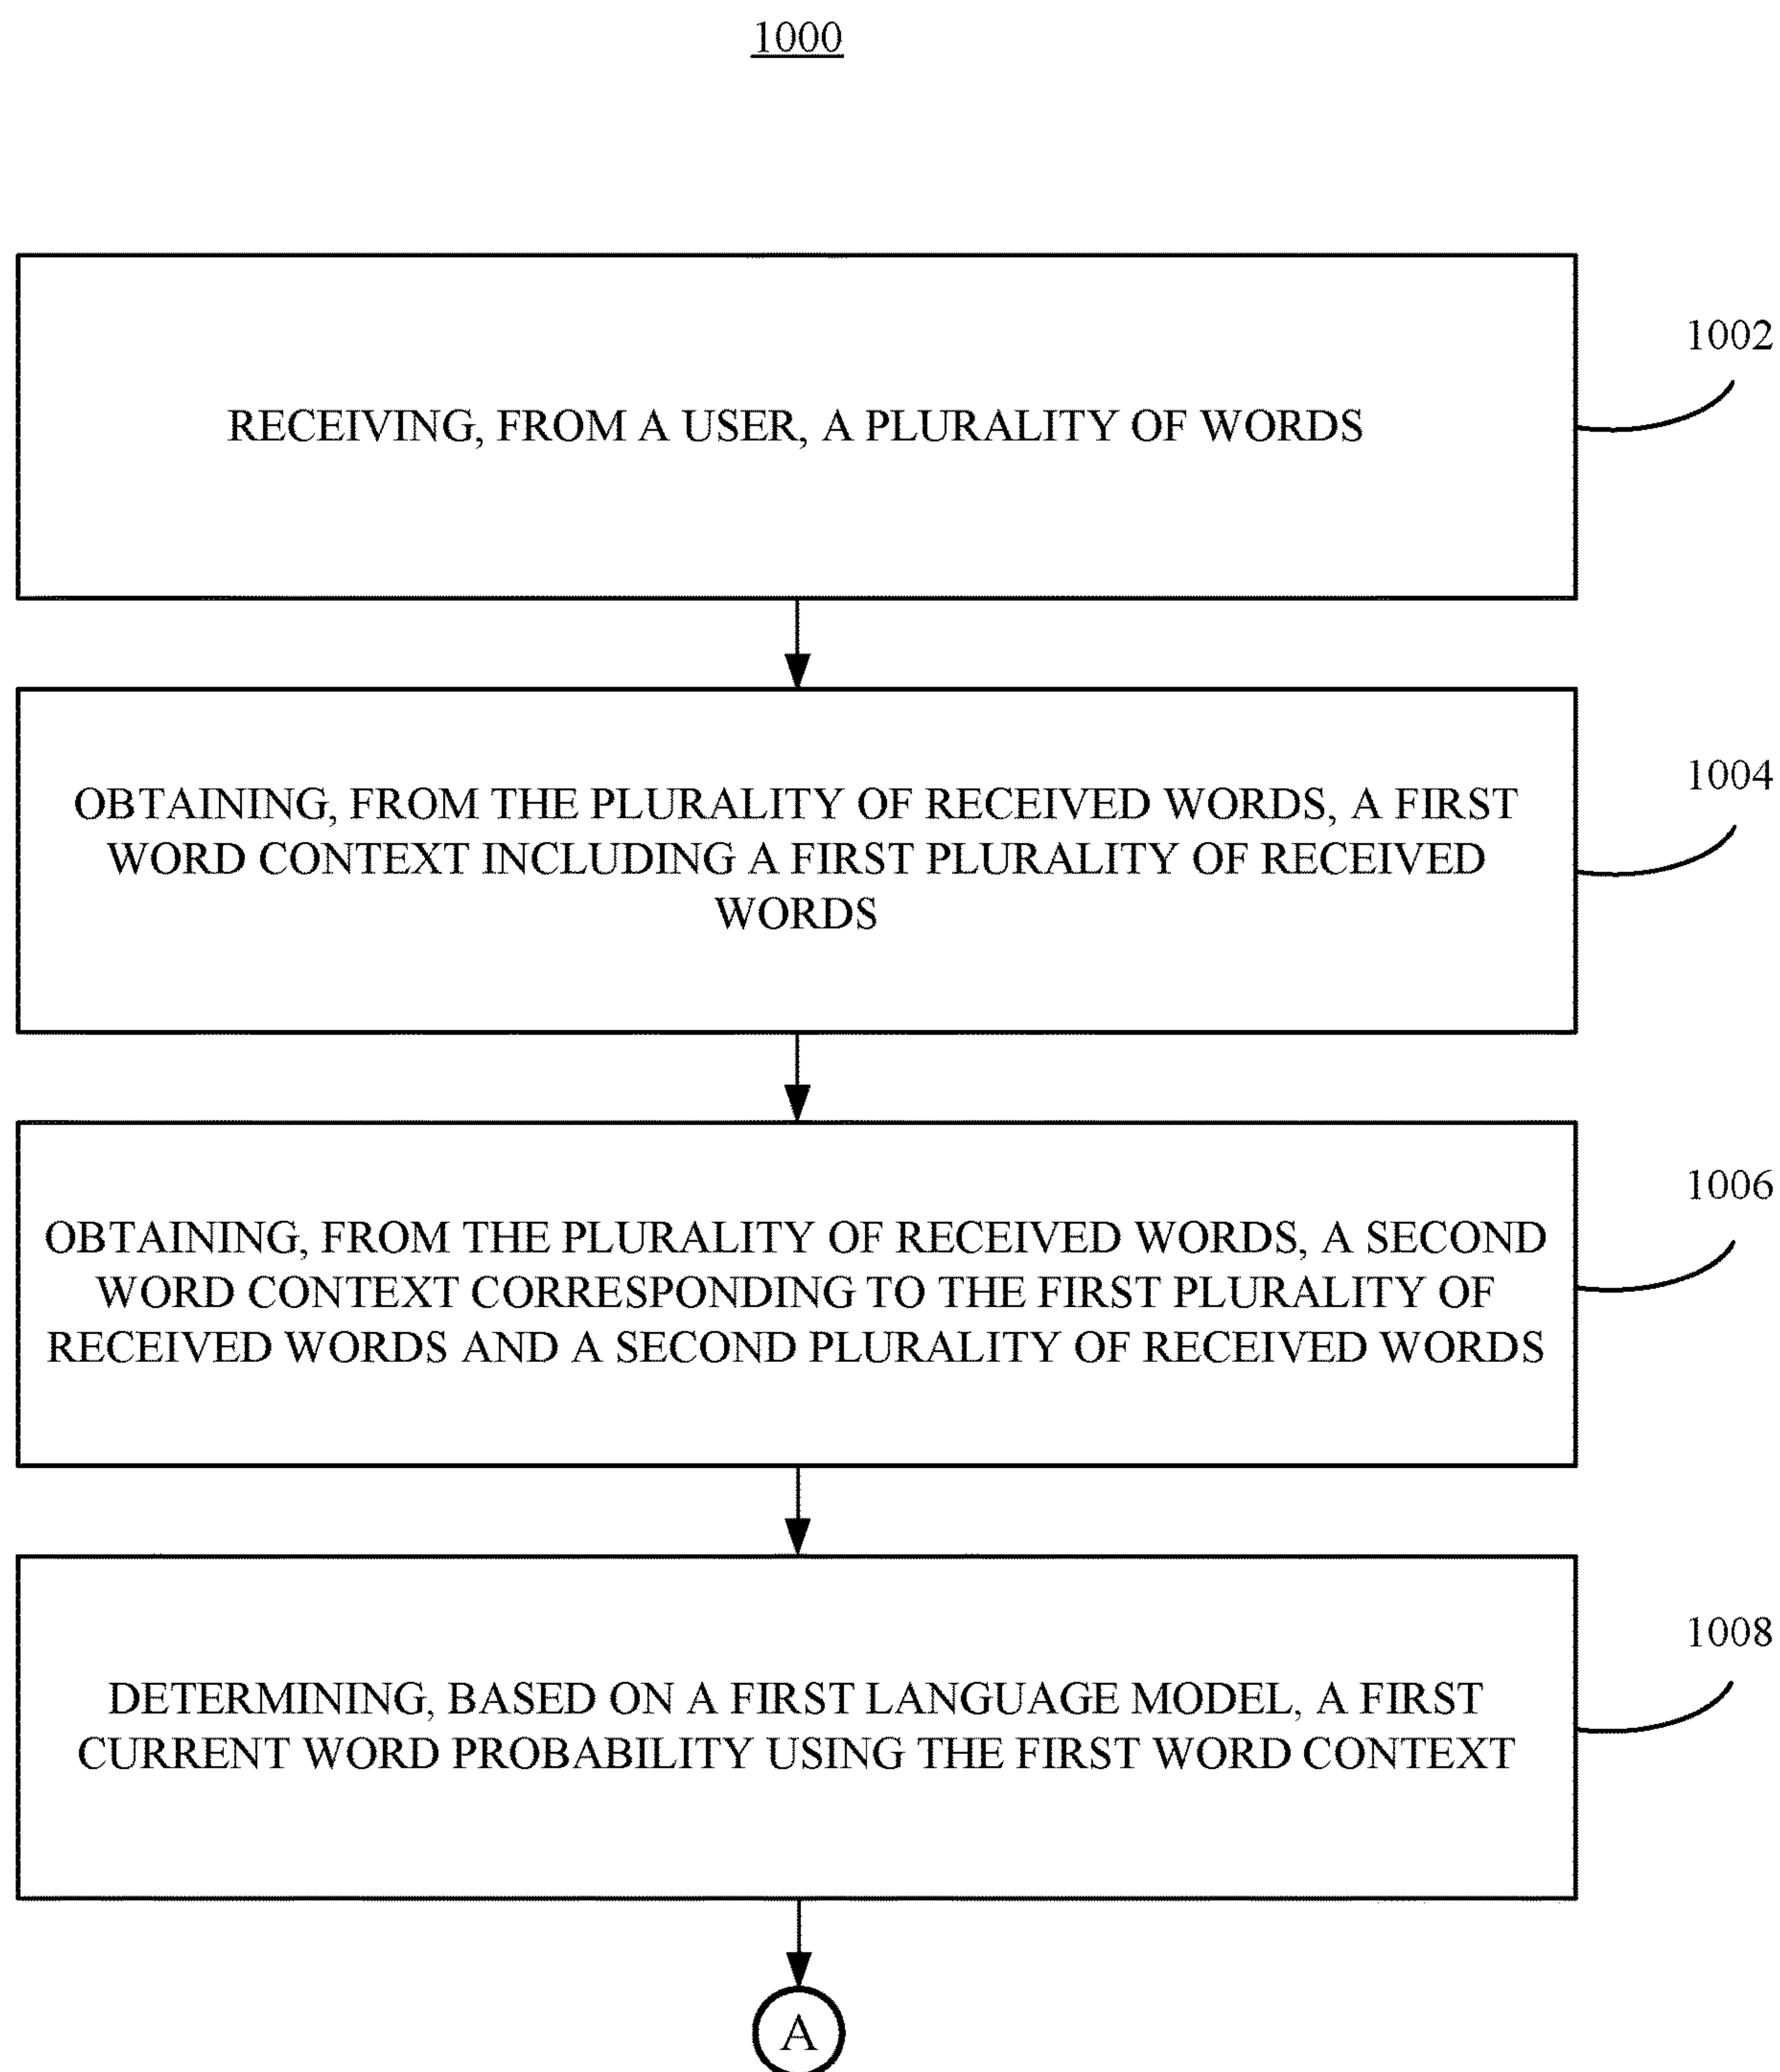 1000
RECEIVING, FROM A USER, A PLURALITY OF WORDS
1002
OBTAINING, FROM THE PLURALITY OF RECEIVED WORDS, A FIRST
WORD CONTEXT INCLUDING A FIRST PLURALITY OF RECEIVED
WORDS
1004
OBTAINING, FROM THE PLURALITY OF RECEIVED WORDS, A SECOND
WORD CONTEXT CORRESPONDING TO THE FIRST PLURALITY OF
RECEIVED WORDS AND A SECOND PLURALITY OF RECEIVED WORDS
1006
DETERMINING, BASED ON A FIRST LANGUAGE MODEL, A FIRST
CURRENT WORD PROBABILITY USING THE FIRST WORD CONTEXT
1008
A